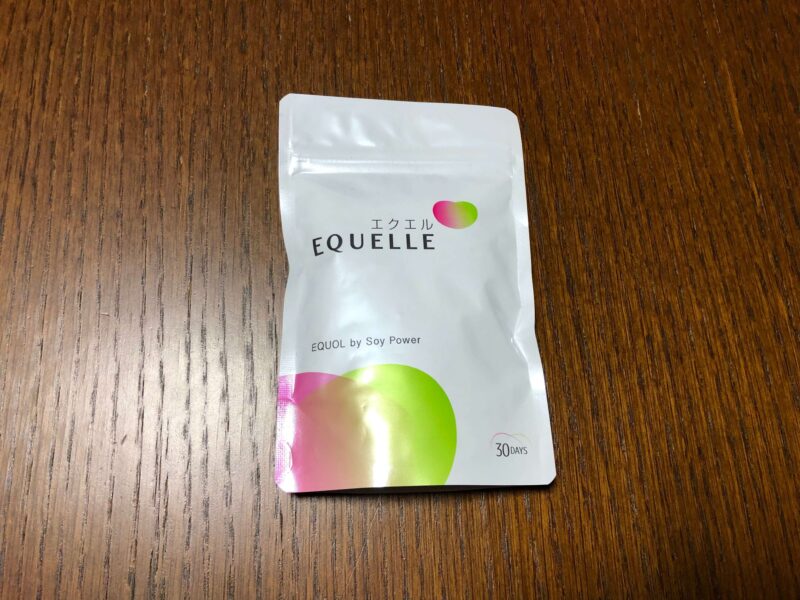 エクエル
EQUELLE
EQUOL by Soy Power
30DAYS